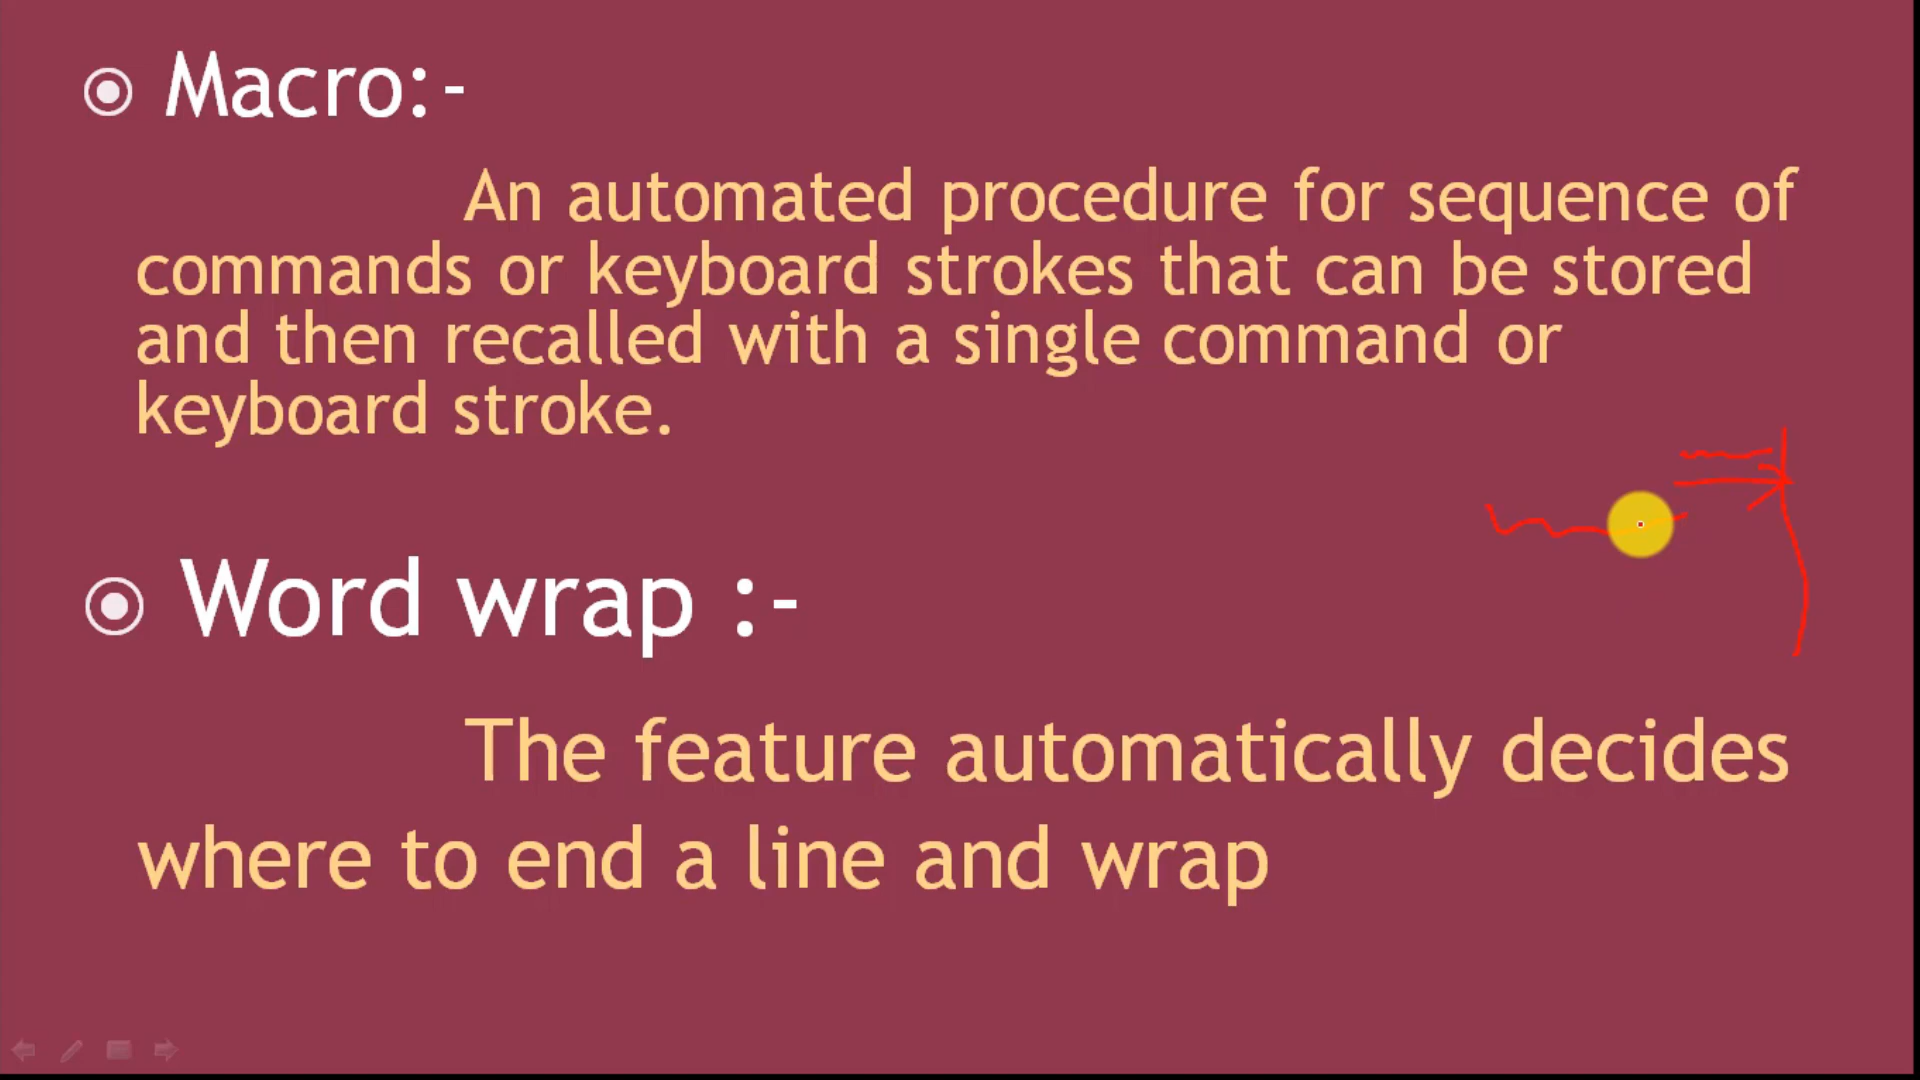 Macro:-
An automated procedure for sequence of
commands or keyboard strokes that can be stored
and then recalled with a single command or
keyboard stroke.
Word wrap :-
The feature automatically decides
where to end a line and wrap